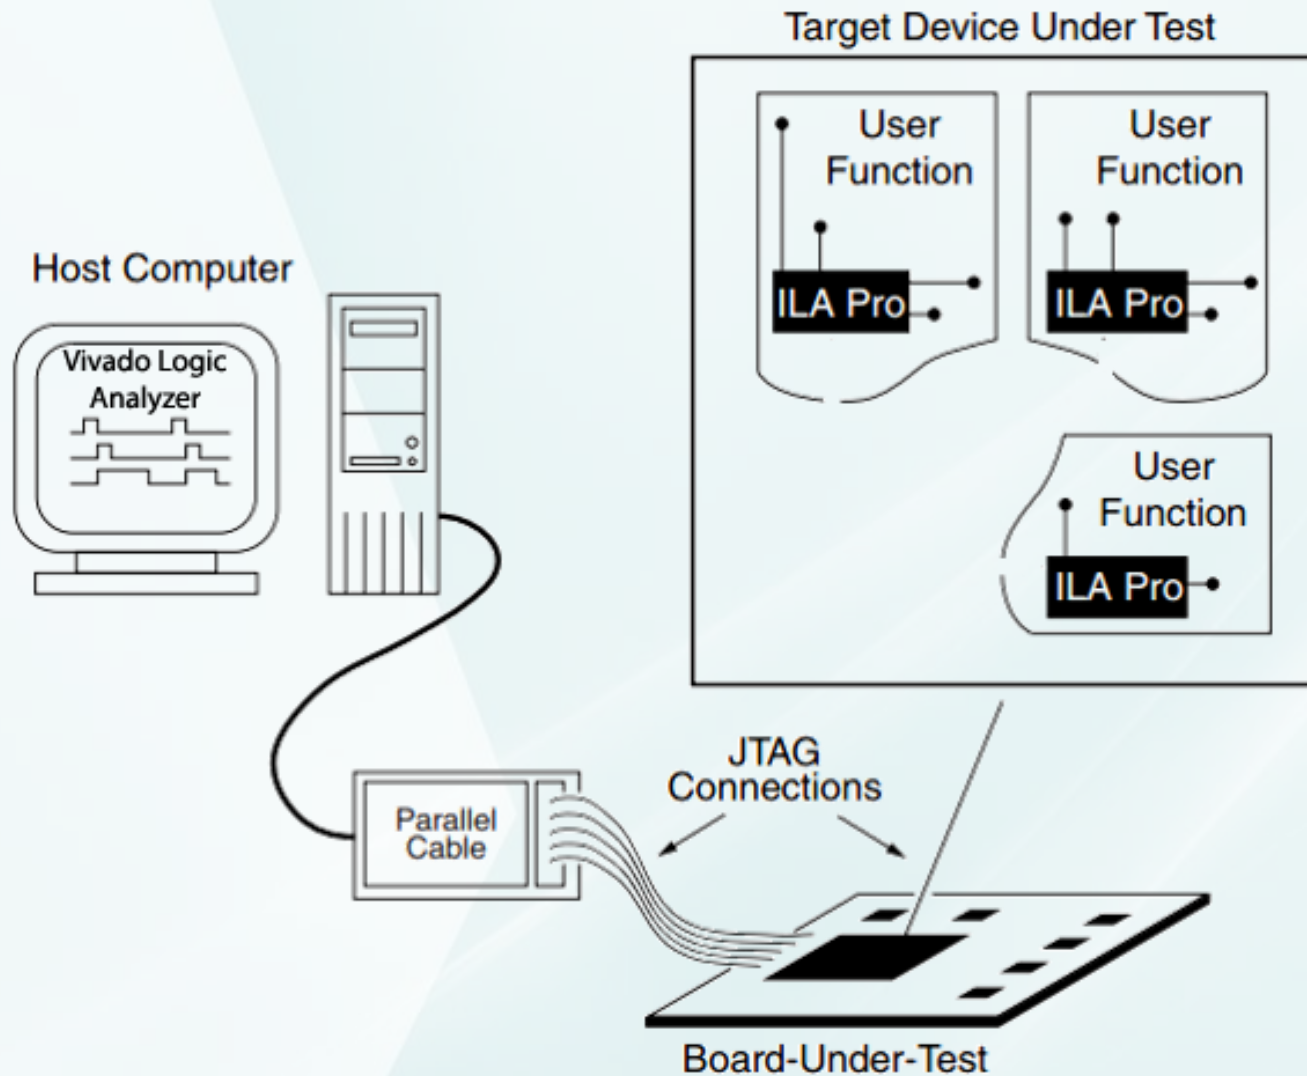 Target Device Under Test
User
Function
ILA Pro
User
Function
ILA Pro
Host Computer
Vivado Logic
Analyzer
User
Function
ILA Pro
JTAG
Connections
Parallel
Cable
Board-Under-Test